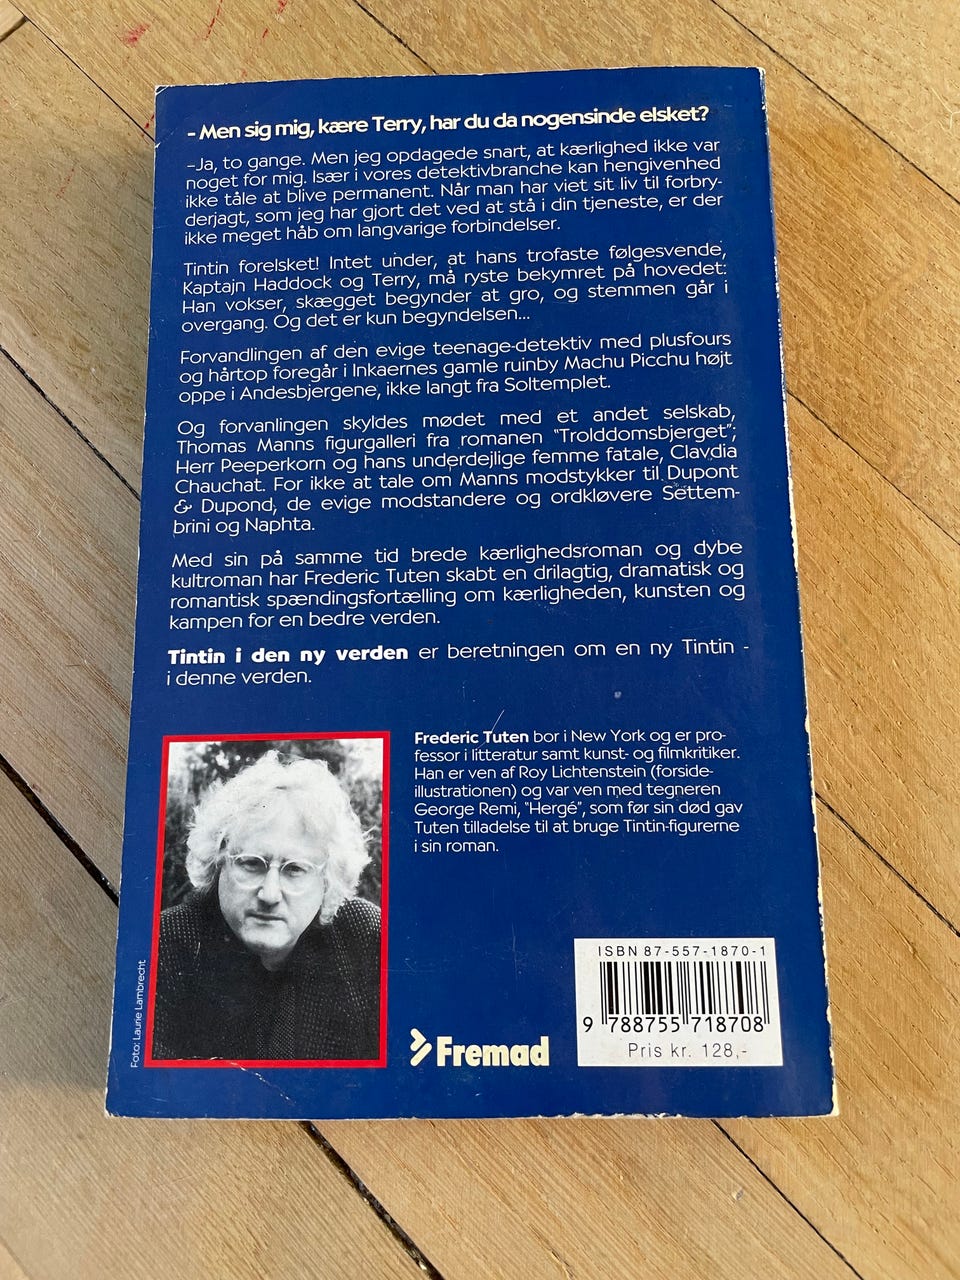 - Men sig mig, kære Terry, har du da nogensinde elsket?
- Ja, to gange. Men jeg opdagede snart, at kærlighed ikke var
noget for mig. Især i vores detektivbranche kan hengivenhed
ikke tåle at blive permanent. Når man har viet sit liv til forbry-
derjagt, som jeg har gjort det ved at stå i din tjeneste, er der
ikke meget håb om langvarige forbindelser.
Tintin forelsket! Intet under, at hans trofaste følgesvende,
Kaptajn Haddock og Terry, må ryste bekymret på hovedet:
Han vokser, skægget begynder at gro, og stemmen går i
overgang. Og det er kun begyndelsen...
Forvandlingen af den evige teenage-detektiv med plusfours
og hårtop foregår i Inkaernes gamle ruinby Machu Picchu højt
oppe i Andesbjergene, ikke langt fra Soltemplet.
Og forvanlingen skyldes mødet med et andet selskab,
Thomas Manns figurgalleri fra romanen "Trolddomsbjerget";
Herr Peeperkorn og hans underdejlige femme fatale, Clavdia
Chauchat. For ikke at tale om Manns modstykker til Dupont
& Dupond, de evige modstandere og ordkløvere Settem-
brini og Naphta.
Med sin på samme tid brede kærlighedsroman og dybe
kultroman har Frederic Tuten skabt en drilagtig, dramatisk og
romantisk spændingsfortælling om kærligheden, kunsten og
kampen for en bedre verden.
Tintin i den ny verden er beretningen om en ny Tintin -
i denne verden.
Frederic Tuten bor i New York og er pro-
fessor i litteratur samt kunst- og filmkritiker.
Han er ven af Roy Lichtenstein (forside-
illustrationen) og var ven med tegneren
George Remi, "Hergé", som før sin død gav
Tuten tilladelse til at bruge Tintin-figurerne
i sin roman.
Foto: Laurie Lambrecht
Fremad
ISBN 87-557-1870-1
9 788755 718708
Pris kr. 128,-